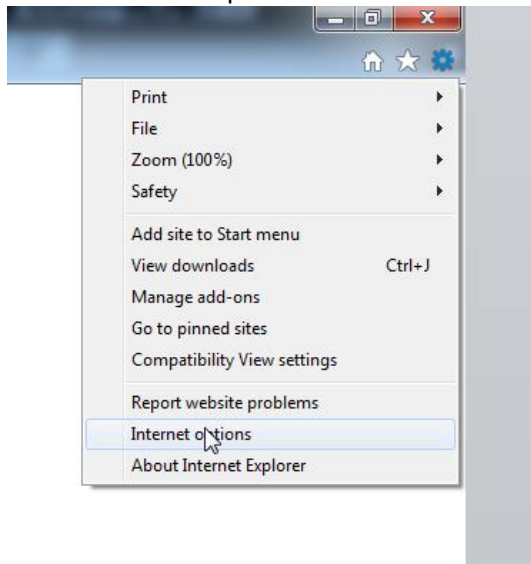 Print
File
Zoom (100%)
Safety
Add site to Start menu
View downloads Ctrl+J
Manage add-ons
Go to pinned sites
Compatibility View settings
Report website problems
Internet options
About Internet Explorer